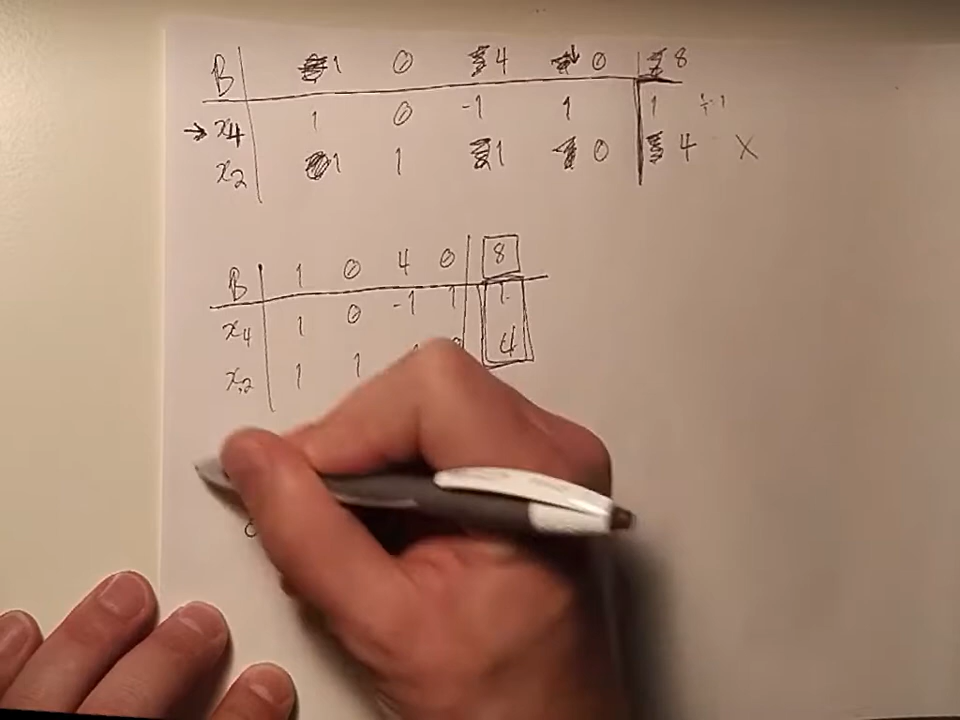 B 1 0 4 0 8
→ x4 1 0 -1 1 1
x2 1 1 1 0 4 X
B 1 0 4 0 8
x4 1 0 -1 1 1
x2 1 1 4